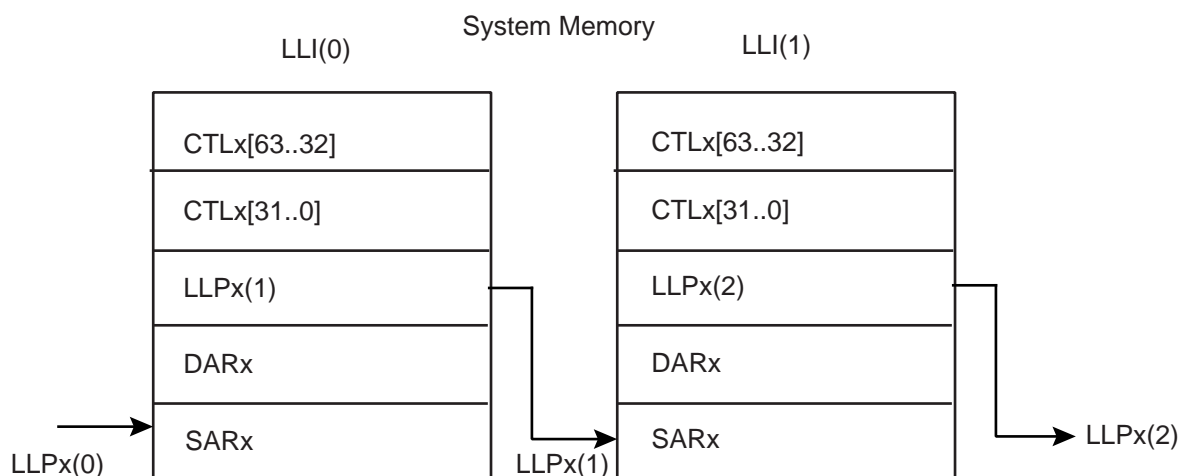 System Memory
LLI(0)
LLI(1)
CTLx[63..32]
CTLx[63..32]
CTLx[31..0]
CTLx[31..0]
LLPx(1)
LLPx(2)
DARx
DARx
SARx
SARx
LLPx(0)
LLPx(1)
LLPx(2)